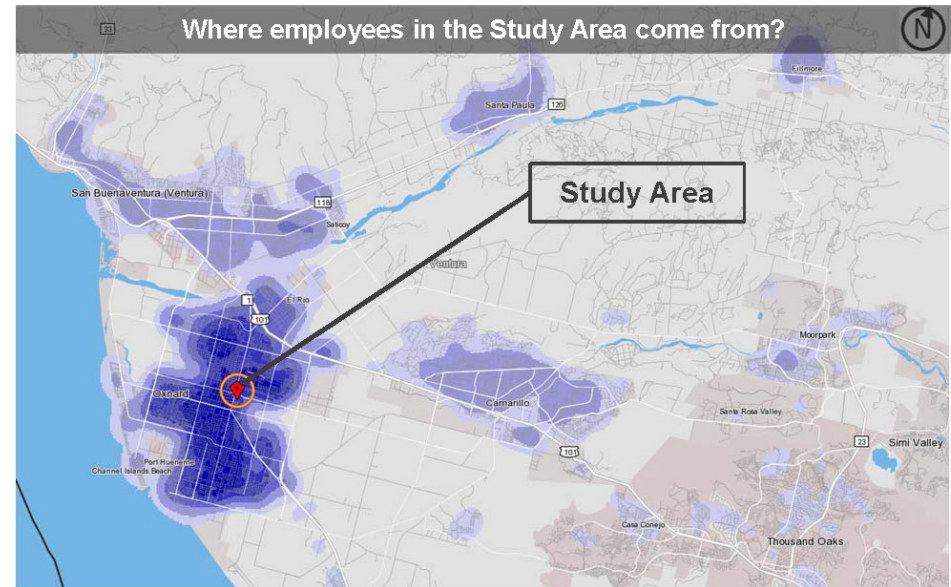 Where employees in the Study Area come from?
N
33
Fillmore
Santa Paula
126
Study Area
San Buenaventura (Ventura)
118
Saticoy
Ventura
1
El Rio
101
Moorpark
Oxnard
Camarillo
Santa Rosa Valley
23
Simi Valley
101
Port Hueneme
Channel Islands Beach
Casa Conejo
Thousand Oaks